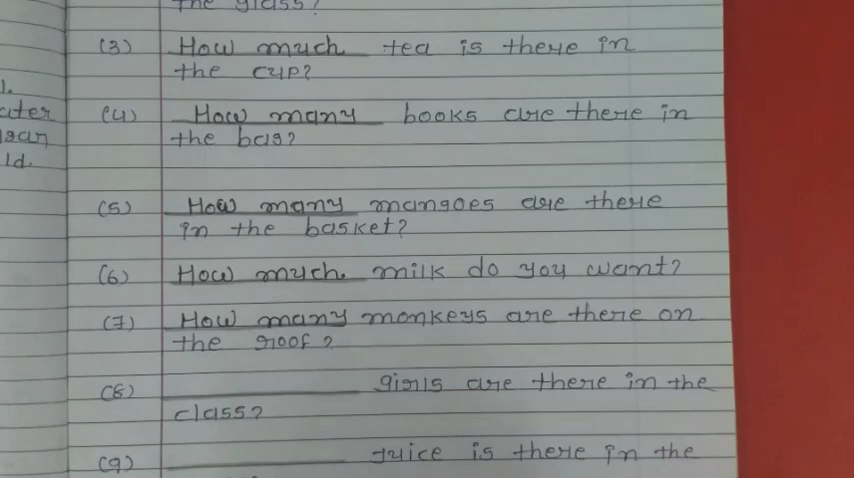 the glass?
(3) How much tea is there in
the cup?
(4) How many books are there in
the bag?
(5) How many mangoes are there
in the basket?
(6) How much milk do you want?
(7) How many monkeys are there on
the roof?
(8) girls are there in the
class?
(9) Juice is there in the